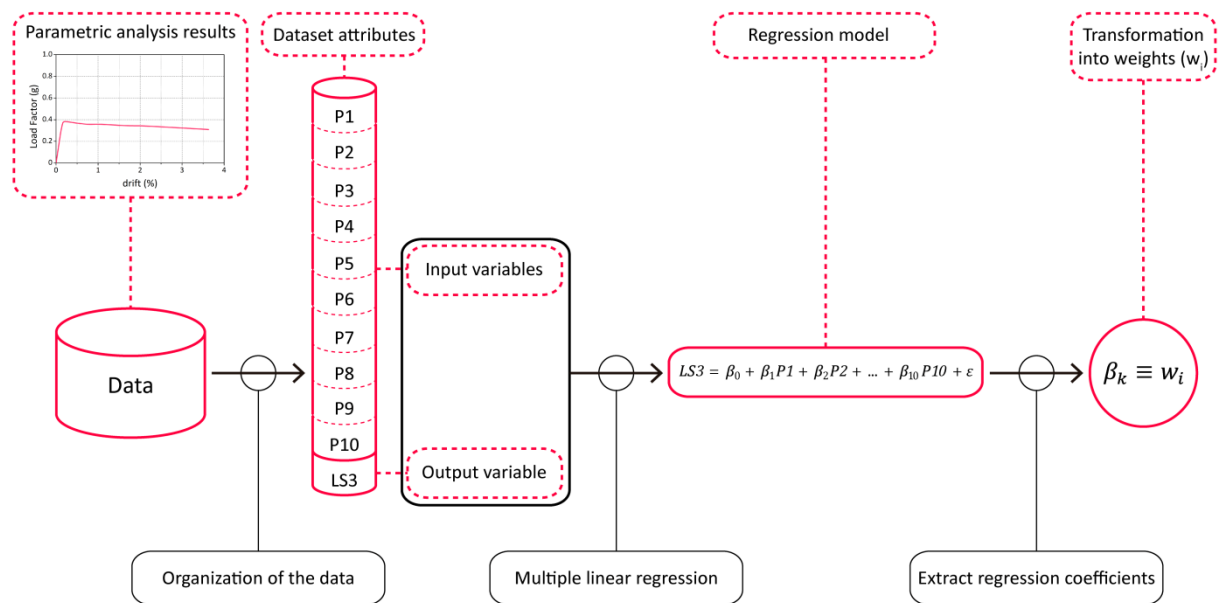 Parametric analysis results
1.0
0.8
0.6
0.4
0.2
0
Load Factor (g)
0
1
2
3
4
drift (%)
Dataset attributes
P1
P2
P3
P4
P5
P6
P7
P8
P9
P10
LS3
Regression model
Transformation
into weights (wᵢ)
Input variables
Output variable
Data
LS3 = β₀ + β₁P1 + β₂P2 + ... + β₁₀P10 + ε
βₖ ≡ wᵢ
Organization of the data
Multiple linear regression
Extract regression coefficients